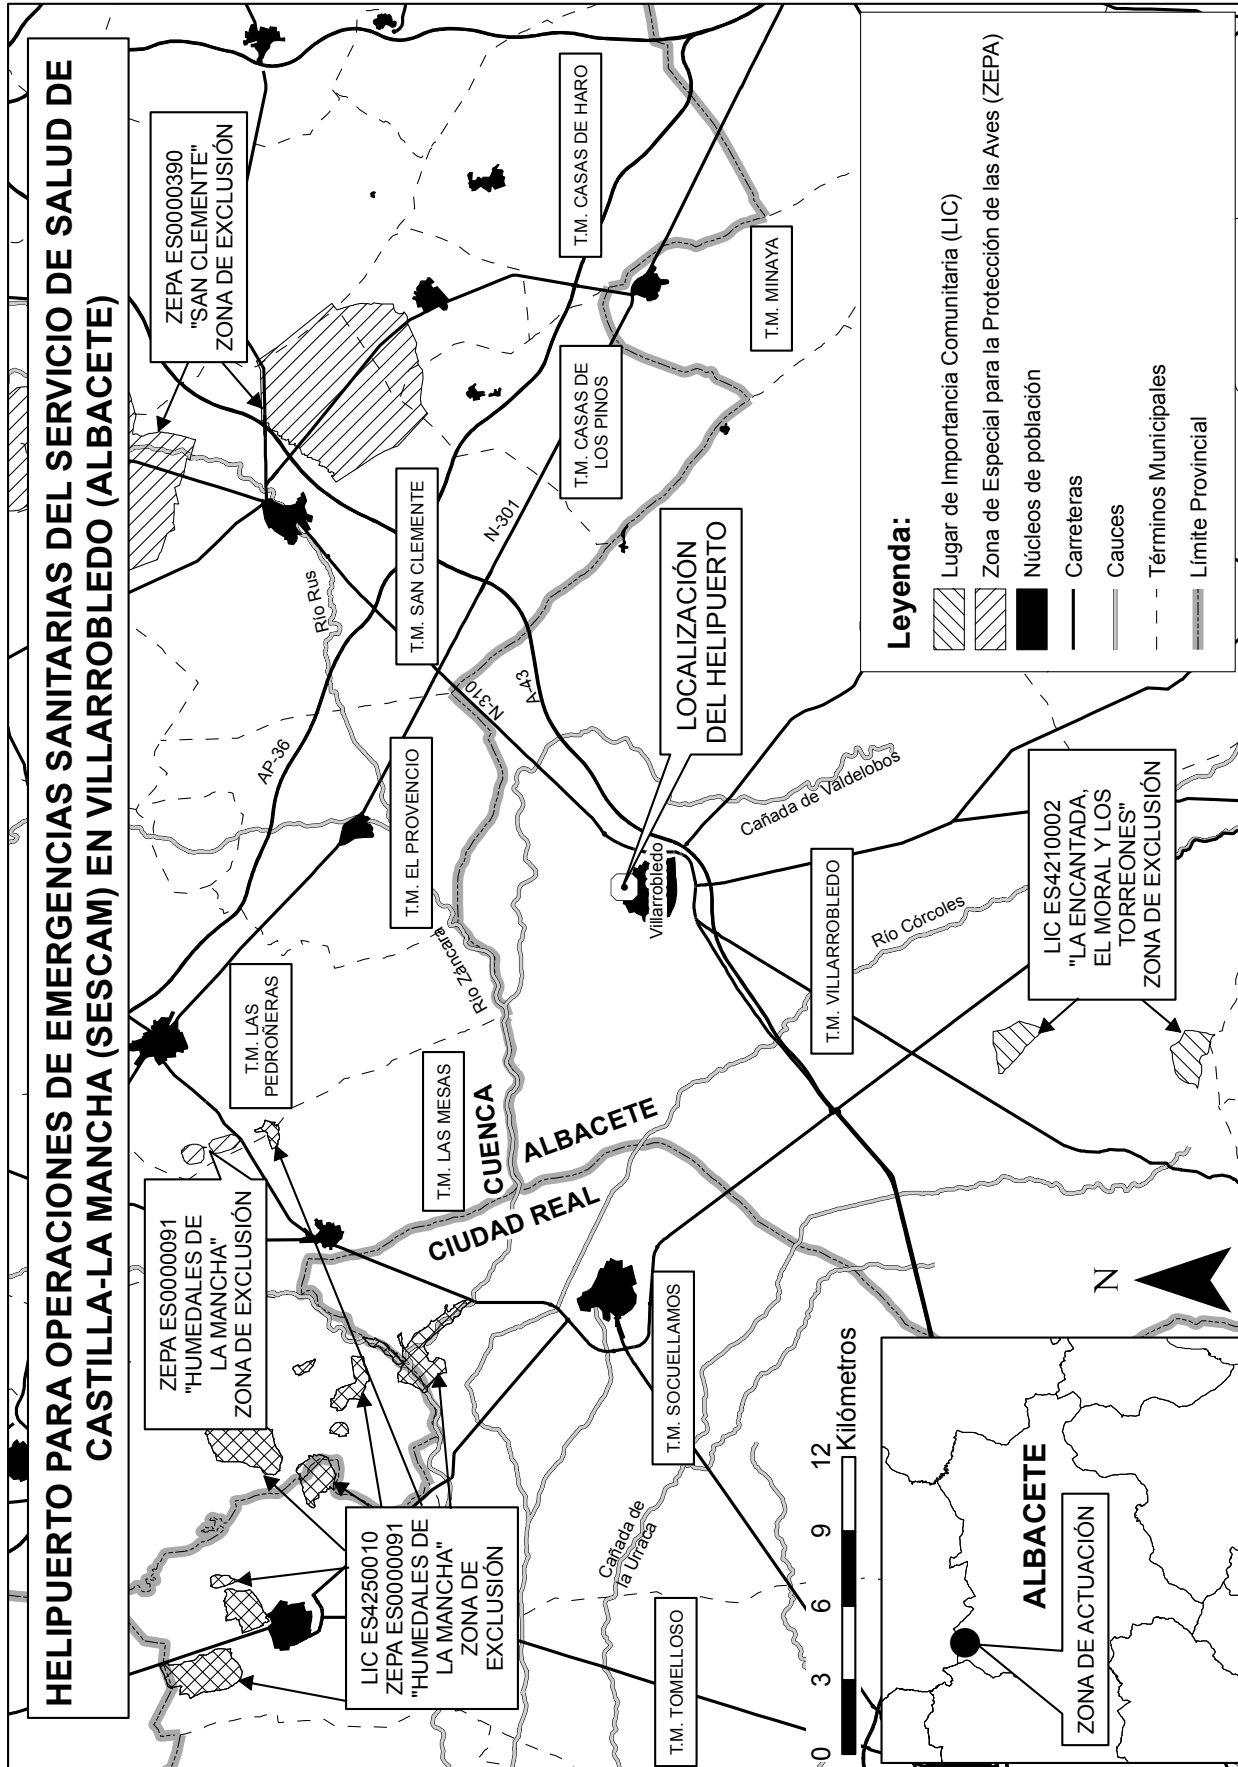 HELIPUERTO PARA OPERACIONES DE EMERGENCIAS SANITARIAS DEL SERVICIO DE SALUD DE
CASTILLA-LA MANCHA (SESCAM) EN VILLARROBLEDO (ALBACETE)
ZEPA ES0000091
"HUMEDALES DE
LA MANCHA"
ZONA DE EXCLUSIÓN
T.M. LAS
PEDROÑERAS
AP-36
Río Rus
ZEPA ES0000390
"SAN CLEMENTE"
ZONA DE EXCLUSIÓN
LIC ES4250010
ZEPA ES0000091
"HUMEDALES DE
LA MANCHA"
ZONA DE
EXCLUSIÓN
T.M. LAS MESAS
T.M. EL PROVENCIO
T.M. SAN CLEMENTE
Río Záncara
N-310
N-301
A-43
CUENCA
ALBACETE
CIUDAD REAL
T.M. CASAS DE
LOS PINOS
T.M. CASAS DE HARO
T.M. MINAYA
Cañada de
la Urraca
T.M. TOMELLOSO
T.M. SOCUELLAMOS
Villarrobledo
LOCALIZACIÓN
DEL HELIPUERTO
Cañada de Valdelobos
T.M. VILLARROBLEDO
Río Córcoles
LIC ES4210002
"LA ENCANTADA,
EL MORAL Y LOS
TORREONES"
ZONA DE EXCLUSIÓN
Leyenda:
Lugar de Importancia Comunitaria (LIC)
Zona de Especial para la Protección de las Aves (ZEPA)
Núcleos de población
Carreteras
Cauces
Términos Municipales
Límite Provincial
N
0 3 6 9 12
Kilómetros
ALBACETE
ZONA DE ACTUACIÓN